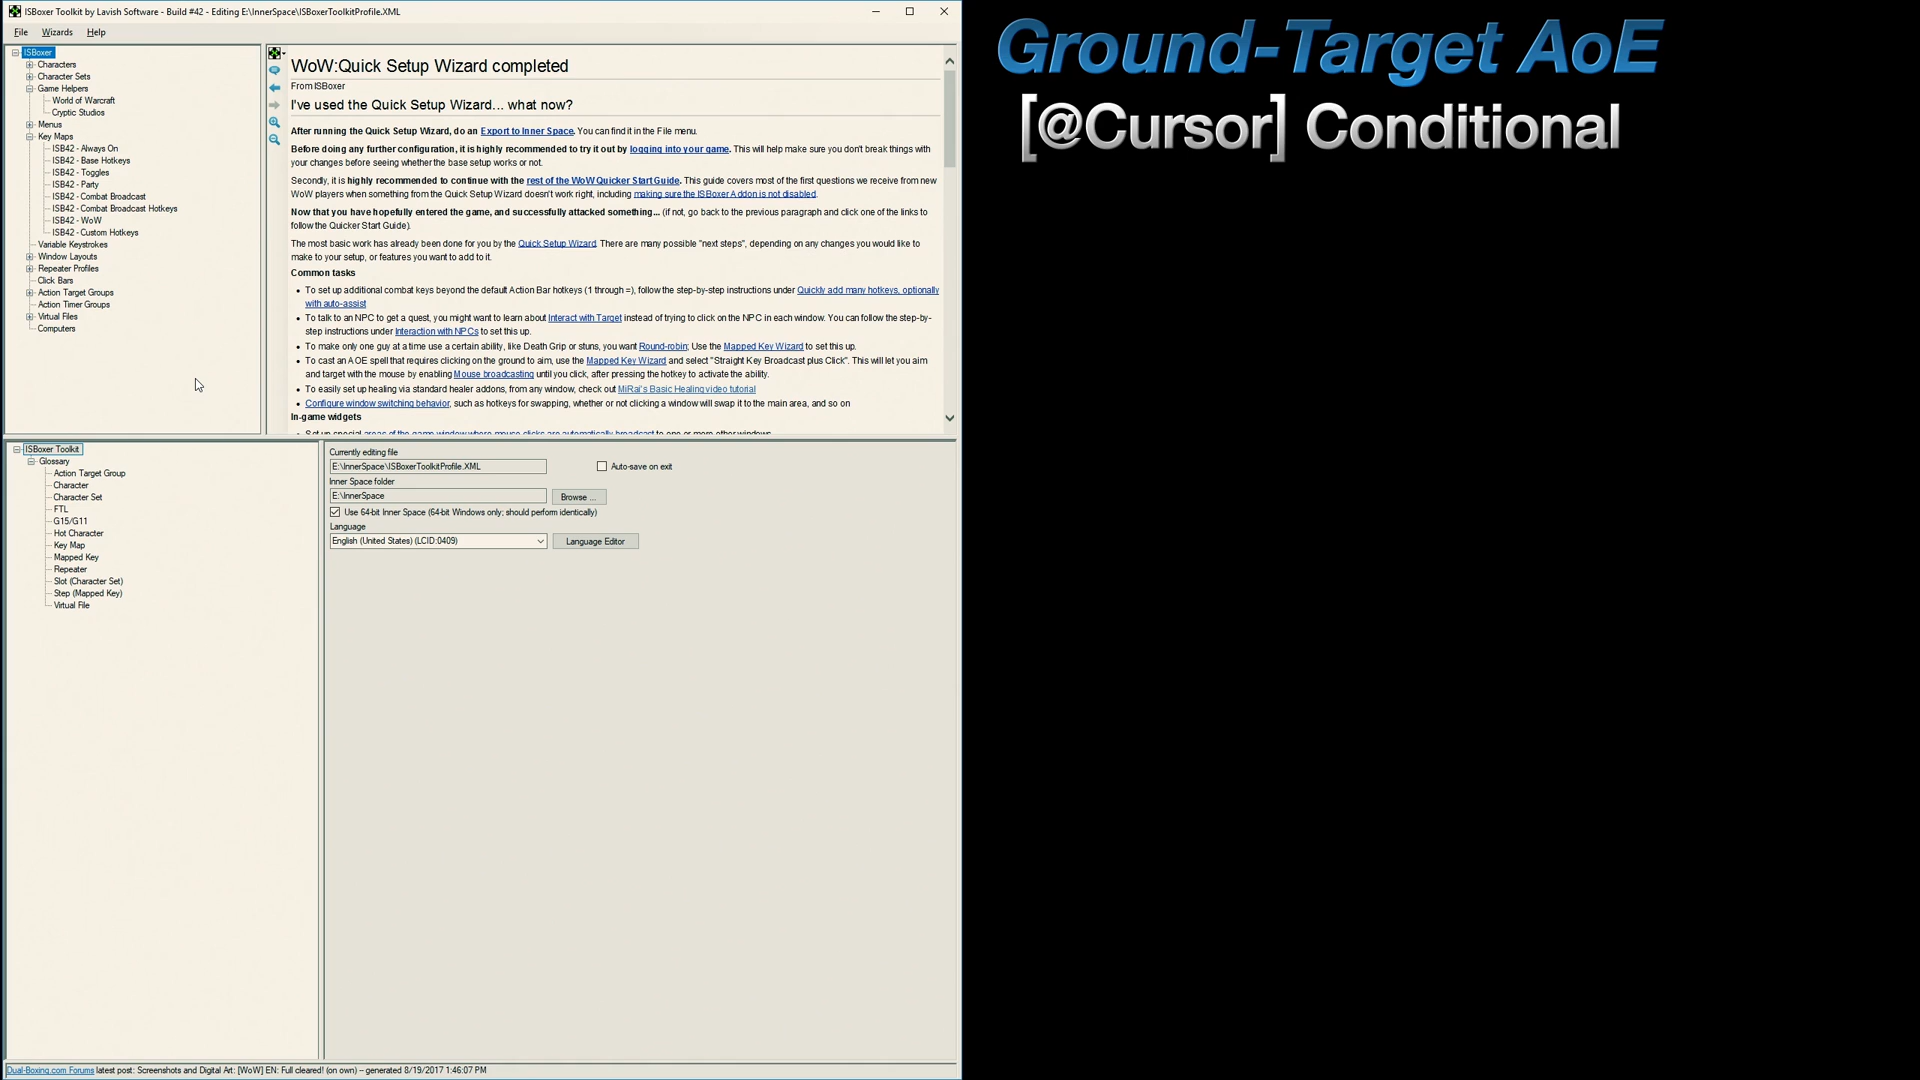 ISBoxer Toolkit by Lavish Software - Build #42 - Editing E:\InnerSpace\ISBoxerToolkitProfile.XML
File Wizards Help
ISBoxer
Characters
Character Sets
Game Helpers
World of Warcraft
Cryptic Studios
Menus
Key Maps
ISB42 - Always On
ISB42 - Base Hotkeys
ISB42 - Toggles
ISB42 - Party
ISB42 - Combat Broadcast
ISB42 - Combat Broadcast Hotkeys
ISB42 - WoW
ISB42 - Custom Hotkeys
Variable Keystrokes
Window Layouts
Repeater Profiles
Click Bars
Action Target Groups
Action Timer Groups
Virtual Files
Computers
WoW:Quick Setup Wizard completed
From ISBoxer
I've used the Quick Setup Wizard... what now?
After running the Quick Setup Wizard, do an Export to Inner Space. You can find it in the File menu.
Before doing any further configuration, it is highly recommended to try it out by logging into your game. This will help make sure you don't break things with
your changes before seeing whether the base setup works or not.
Secondly, it is highly recommended to continue with the rest of the WoW Quicker Start Guide. This guide covers most of the first questions we receive from new
WoW players when something from the Quick Setup Wizard doesn't work right, including making sure the ISBoxer Addon is not disabled.
Now that you have hopefully entered the game, and successfully attacked something... (if not, go back to the previous paragraph and click one of the links to
follow the Quicker Start Guide).
The most basic work has already been done for you by the Quick Setup Wizard. There are many possible "next steps", depending on any changes you would like to
make to your setup, or features you want to add to it.
Common tasks
• To set up additional combat keys beyond the default Action Bar hotkeys (1 through =), follow the step-by-step instructions under Quickly add many hotkeys, optionally
with auto-assist
• To talk to an NPC to get a quest, you might want to learn about Interact with Target instead of trying to click on the NPC in each window. You can follow the step-by-
step instructions under Interaction with NPCs to set this up.
• To make only one guy at a time use a certain ability, like Death Grip or stuns, you want Round-robin; Use the Mapped Key Wizard to set this up.
• To cast an AOE spell that requires clicking on the ground to aim, use the Mapped Key Wizard and select "Straight Key Broadcast plus Click". This will let you aim
and target with the mouse by enabling Mouse broadcasting until you click, after pressing the hotkey to activate the ability.
• To easily set up healing via standard healer addons, from any window, check out MiRai's Basic Healing video tutorial
• Configure window switching behavior, such as hotkeys for swapping, whether or not clicking a window will swap it to the main area, and so on
In-game widgets
• Set up special areas of the game window where mouse clicks are automatically broadcast to one or more other windows
ISBoxer Toolkit
Glossary
Action Target Group
Character
Character Set
FTL
G15/G11
Hot Character
Key Map
Mapped Key
Repeater
Slot (Character Set)
Step (Mapped Key)
Virtual File
Currently editing file
E:\InnerSpace\ISBoxerToolkitProfile.XML Auto-save on exit
Inner Space folder
E:\InnerSpace Browse ...
Use 64-bit Inner Space (64-bit Windows only; should perform identically)
Language
English (United States) (LCID:0409) Language Editor
Dual-Boxing.com Forums latest post: Screenshots and Digital Art: [WoW] EN: Full cleared! (on own) -- generated 8/19/2017 1:46:07 PM
Ground-Target AoE
[@Cursor] Conditional